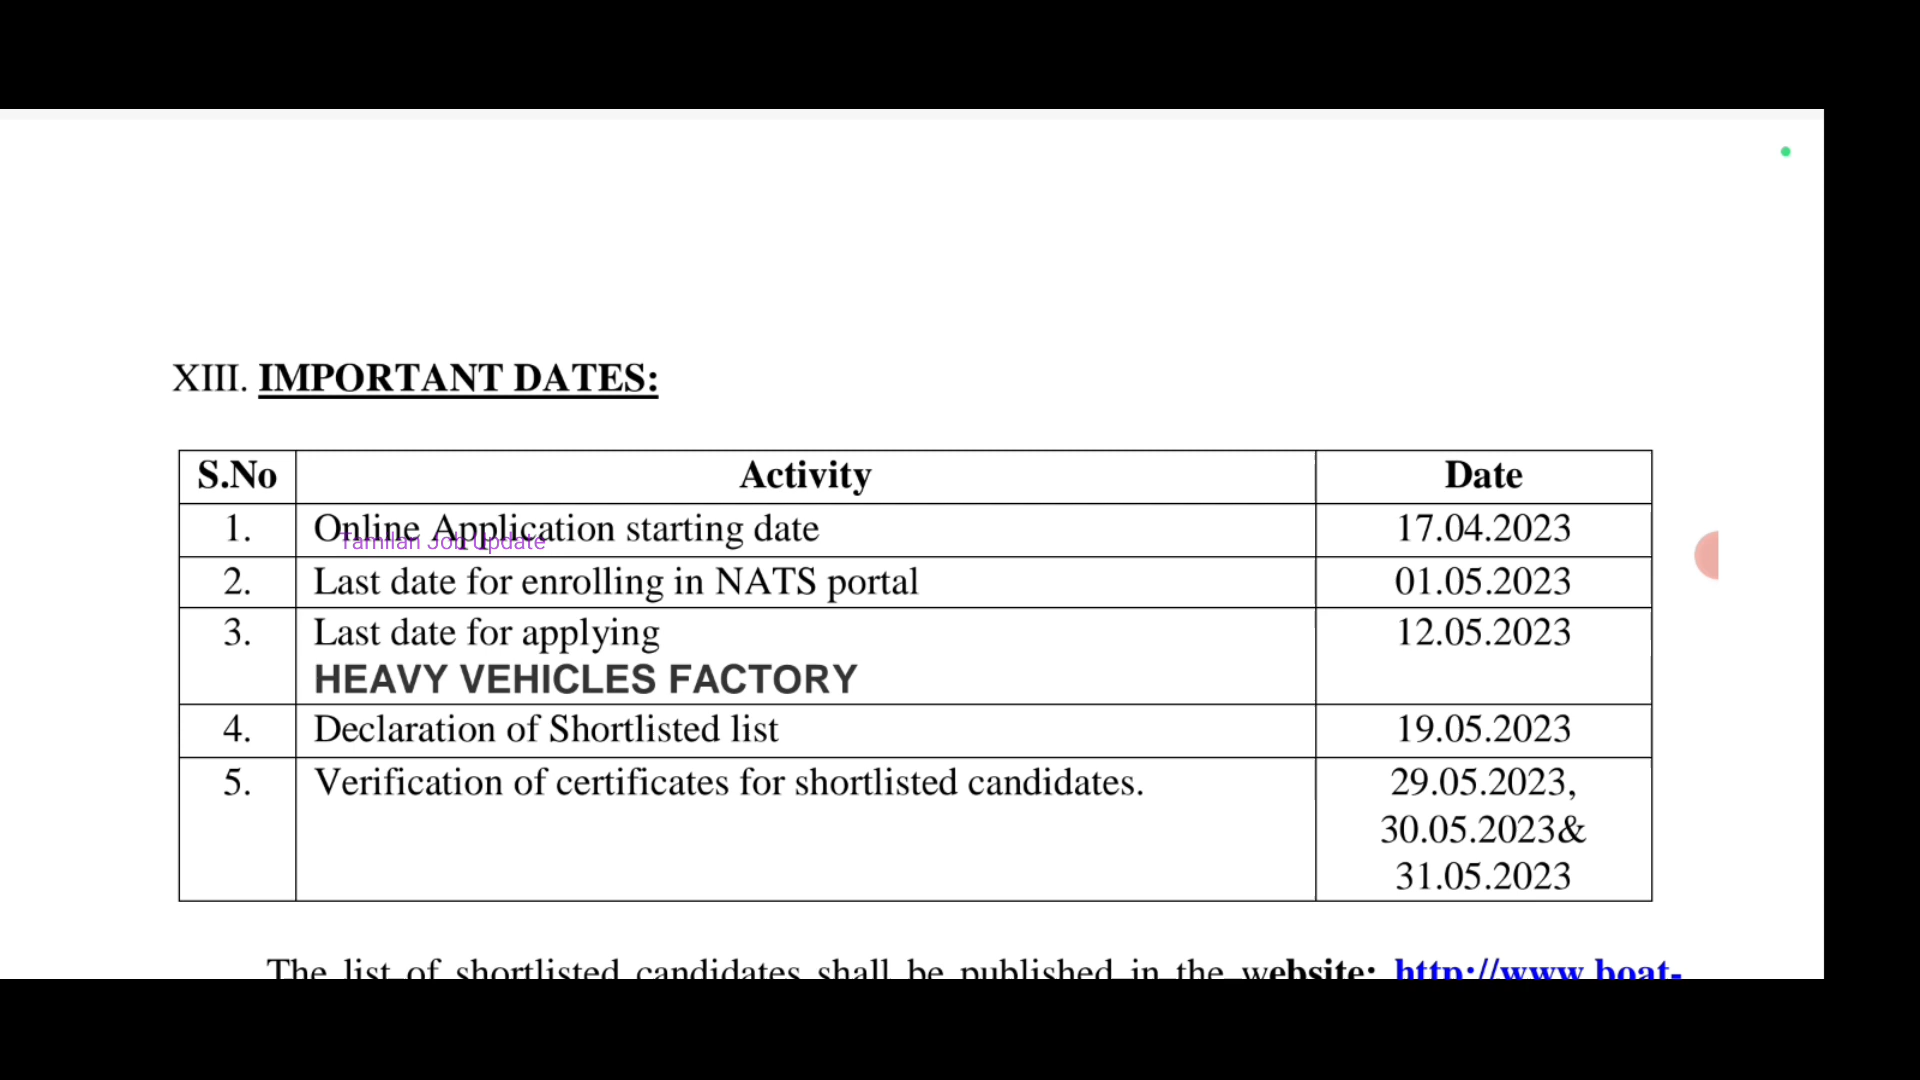 XIII. IMPORTANT DATES:
S.No Activity Date
1. Online Application starting date 17.04.2023
Tamilan Job Update
2. Last date for enrolling in NATS portal 01.05.2023
3. Last date for applying 12.05.2023
HEAVY VEHICLES FACTORY
4. Declaration of Shortlisted list 19.05.2023
5. Verification of certificates for shortlisted candidates. 29.05.2023,
30.05.2023&
31.05.2023
The list of shortlisted candidates shall be published in the website: http://www.boat-